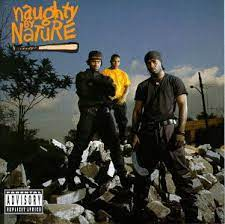 naughty
BY
NATURE
PARENTAL
ADVISORY
EXPLICIT LYRICS